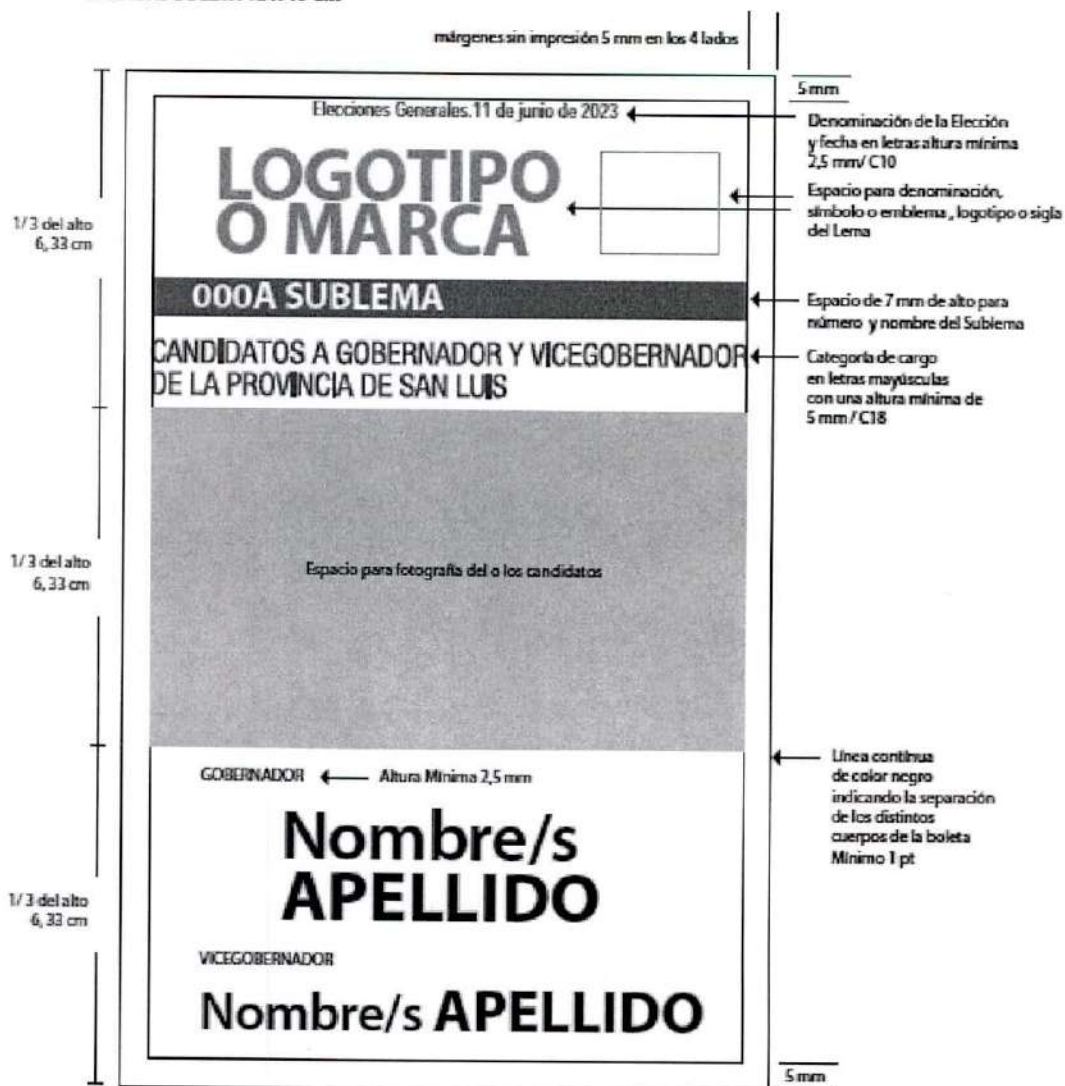 márgenes sin impresión 5 mm en los 4 lados
5 mm
Elecciones Generales.11 de junio de 2023
Denominación de la Elección
y fecha en letras altura mínima
2,5 mm/ C10
LOGOTIPO
O MARCA
Espacio para denominación,
símbolo o emblema , logotipo o sigla
del Lema
1/3 del alto
6, 33 cm
000A SUBLEMA
Espacio de 7 mm de alto para
número y nombre del Sublema
CANDIDATOS A GOBERNADOR Y VICEGOBERNADOR
DE LA PROVINCIA DE SAN LUIS
Categoría de cargo
en letras mayúsculas
con una altura mínima de
5 mm / C18
1/3 del alto
6, 33 cm
Espacio para fotografía del o los candidatos
GOBERNADOR
Altura Mínima 2,5 mm
Línea contínua
de color negro
indicando la separación
de los distintos
cuerpos de la boleta
Mínimo 1 pt
Nombre/s
APELLIDO
1/3 del alto
6, 33 cm
VICEGOBERNADOR
Nombre/s APELLIDO
5 mm